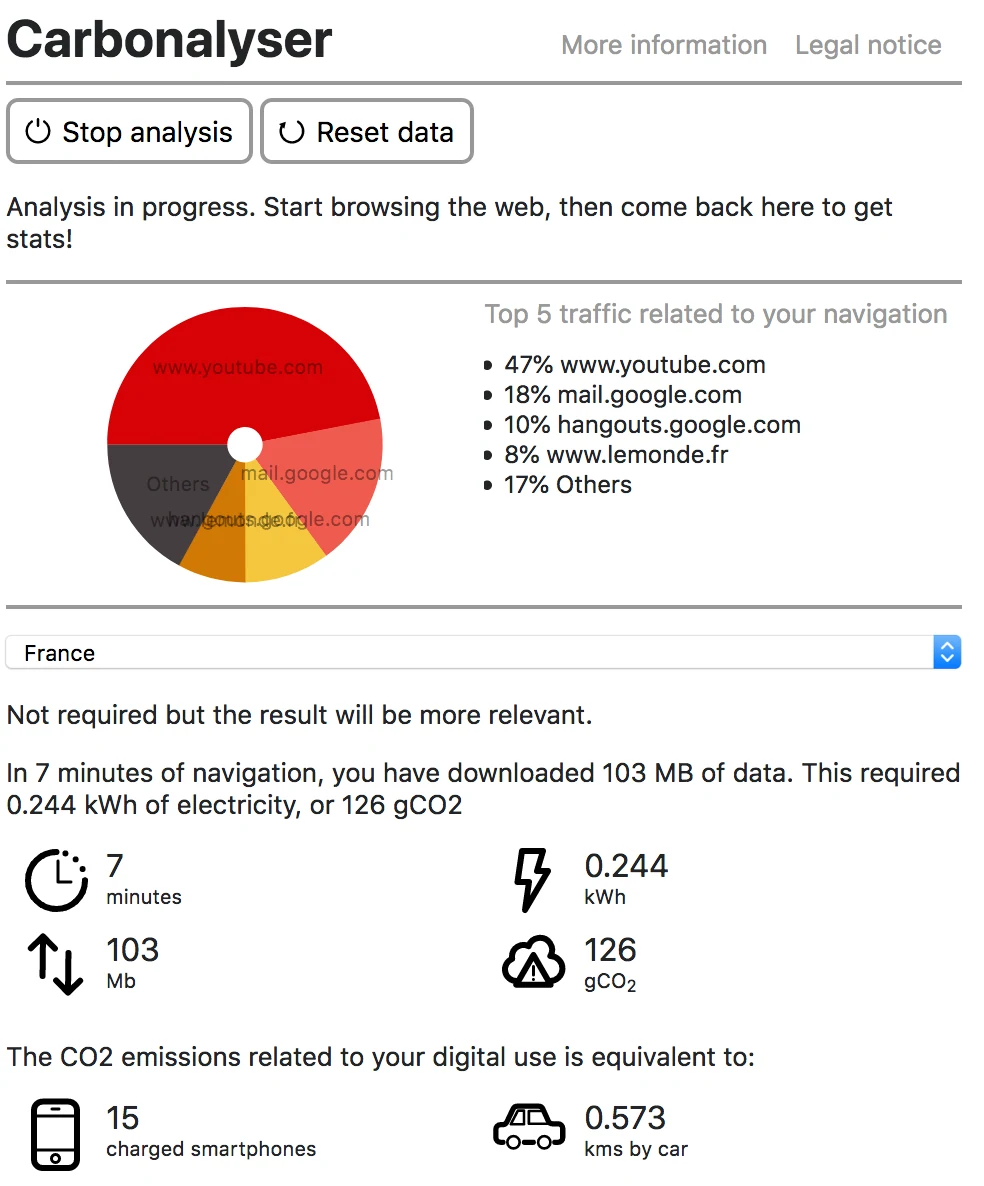 Carbonalyser
More information
Legal notice
Stop analysis
Reset data
Analysis in progress. Start browsing the web, then come back here to get
stats!
www.youtube.com
mail.google.com
Others
www.lemonde.fr
hangouts.google.com
Top 5 traffic related to your navigation
• 47% www.youtube.com
• 18% mail.google.com
• 10% hangouts.google.com
• 8% www.lemonde.fr
• 17% Others
France
Not required but the result will be more relevant.
In 7 minutes of navigation, you have downloaded 103 MB of data. This required
0.244 kWh of electricity, or 126 gCO2
7
minutes
0.244
kWh
103
Mb
126
gCO₂
The CO2 emissions related to your digital use is equivalent to:
15
charged smartphones
0.573
kms by car